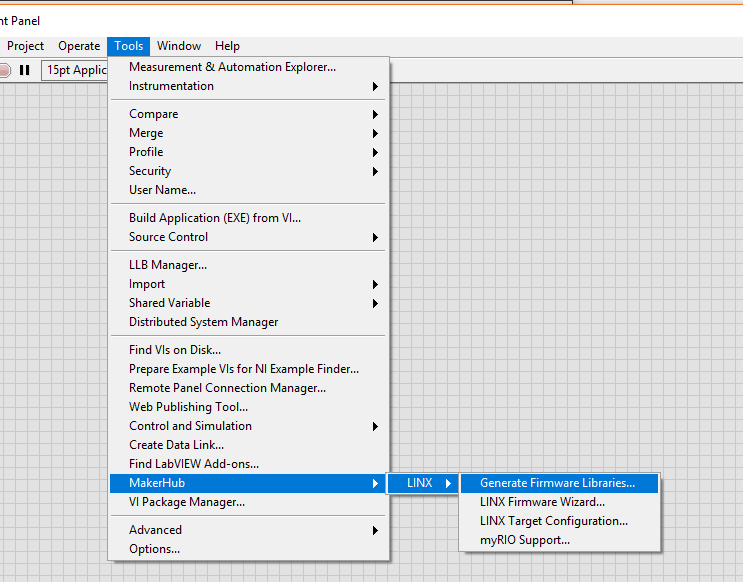 nt Panel
Project Operate Tools Window Help
15pt Applic
Measurement & Automation Explorer...
Instrumentation
Compare
Merge
Profile
Security
User Name...
Build Application (EXE) from VI...
Source Control
LLB Manager...
Import
Shared Variable
Distributed System Manager
Find VIs on Disk...
Prepare Example VIs for NI Example Finder...
Remote Panel Connection Manager...
Web Publishing Tool...
Control and Simulation
Create Data Link...
Find LabVIEW Add-ons...
MakerHub LINX Generate Firmware Libraries...
VI Package Manager... LINX Firmware Wizard...
LINX Target Configuration...
Advanced
myRIO Support...
Options...